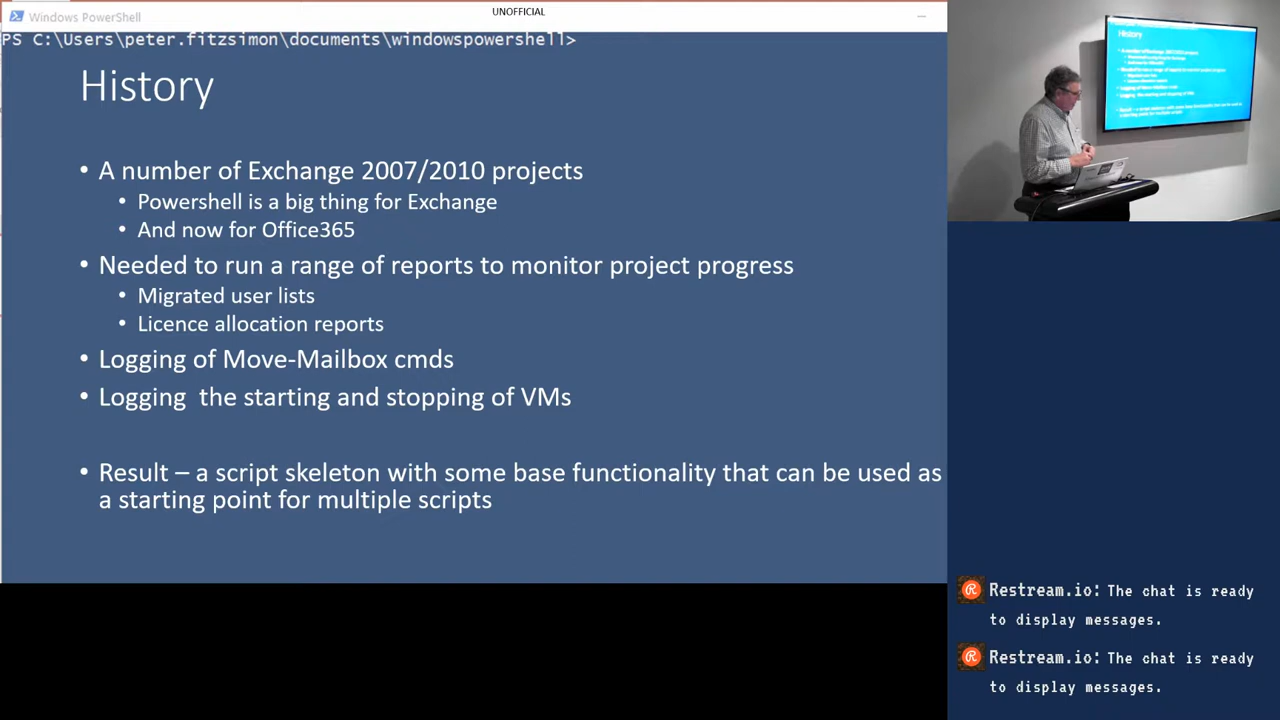 UNOFFICIAL
Windows PowerShell
PS C:\Users\peter.fitzsimon\documents\windowspowershell>
History
• A number of Exchange 2007/2010 projects
• Powershell is a big thing for Exchange
• And now for Office365
• Needed to run a range of reports to monitor project progress
• Migrated user lists
• Licence allocation reports
• Logging of Move-Mailbox cmds
• Logging the starting and stopping of VMs
• Result – a script skeleton with some base functionality that can be used as
a starting point for multiple scripts
History
Restream.io: The chat is ready
to display messages.
Restream.io: The chat is ready
to display messages.